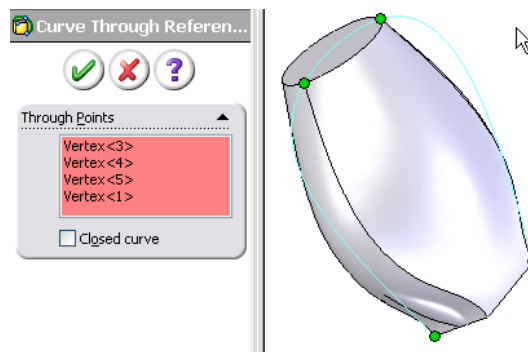 Curve Through Referen...
?
Through Points
Vertex<3>
Vertex<4>
Vertex<5>
Vertex<1>
Closed curve